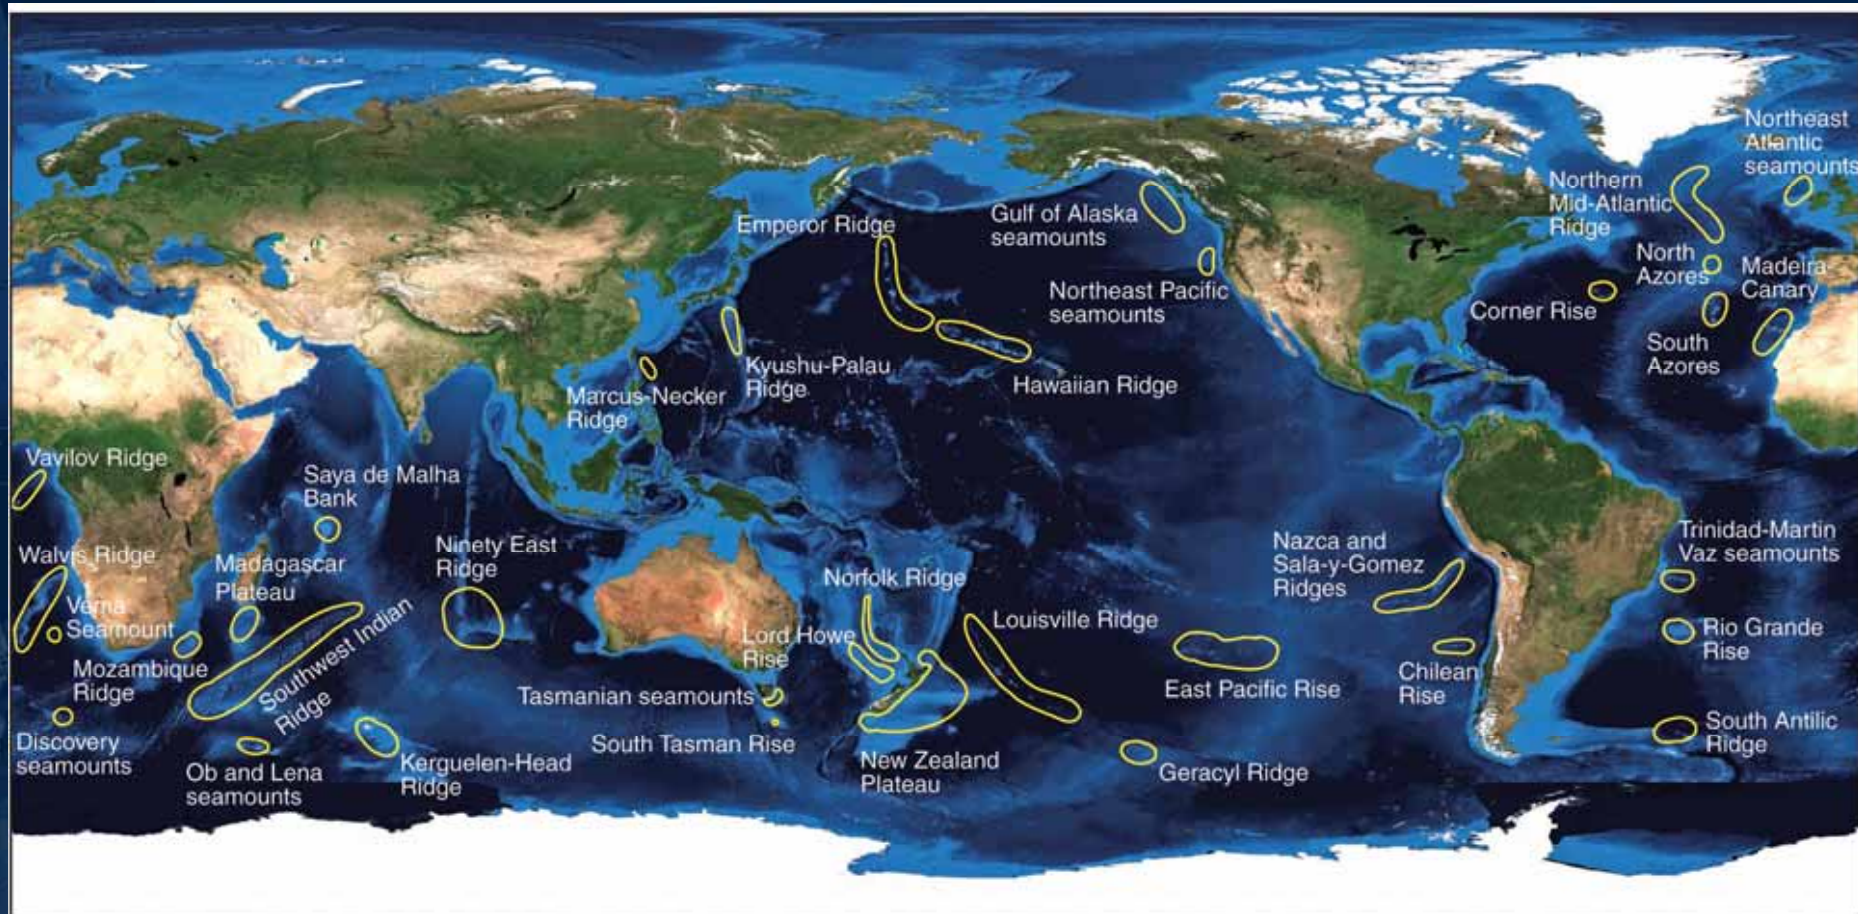 Northeast
Atlantic
seamounts
Northern
Mid-Atlantic
Ridge
Gulf of Alaska
seamounts
Emperor Ridge
North
Azores
Madeira-
Canary
Northeast Pacific
seamounts
Corner Rise
South
Azores
Kyushu-Palau
Ridge
Hawaiian Ridge
Marcus-Necker
Ridge
Vavilov Ridge
Saya de Malha
Bank
Walvis Ridge
Madagascar
Plateau
Ninety East
Ridge
Norfolk Ridge
Nazca and
Sala-y-Gomez
Ridges
Trinidad-Martin
Vaz seamounts
Verna
Seamount
Lord Howe
Rise
Louisville Ridge
Rio Grande
Rise
Mozambique
Ridge
Southwest Indian
Ridge
Tasmanian seamounts
East Pacific Rise
Chilean
Rise
Discovery
seamounts
Ob and Lena
seamounts
Kerguelen-Head
Ridge
South Tasman Rise
New Zealand
Plateau
Geracyl Ridge
South Antilic
Ridge